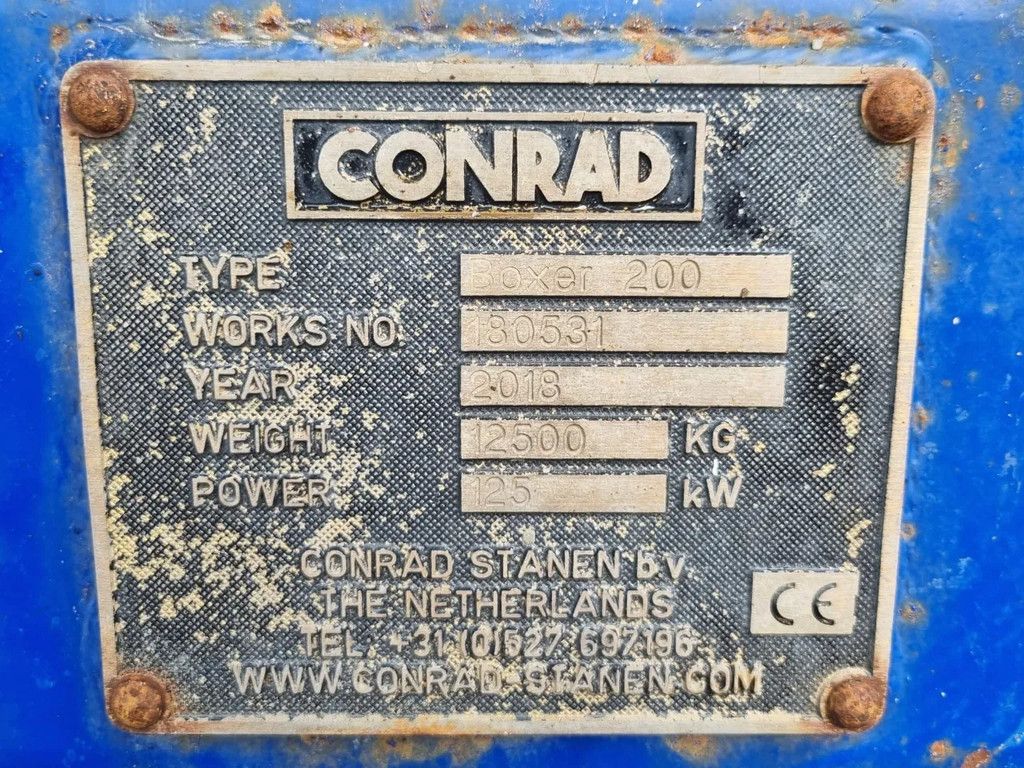 CONRAD
TYPE Boxer 200
WORKS NO. 180531
YEAR 2018
WEIGHT 12500 KG
POWER 125 kW
CONRAD STANEN b.v.
THE NETHERLANDS
TEL: +31(0)527 697196
WWW.CONRAD-STANEN.COM
CE